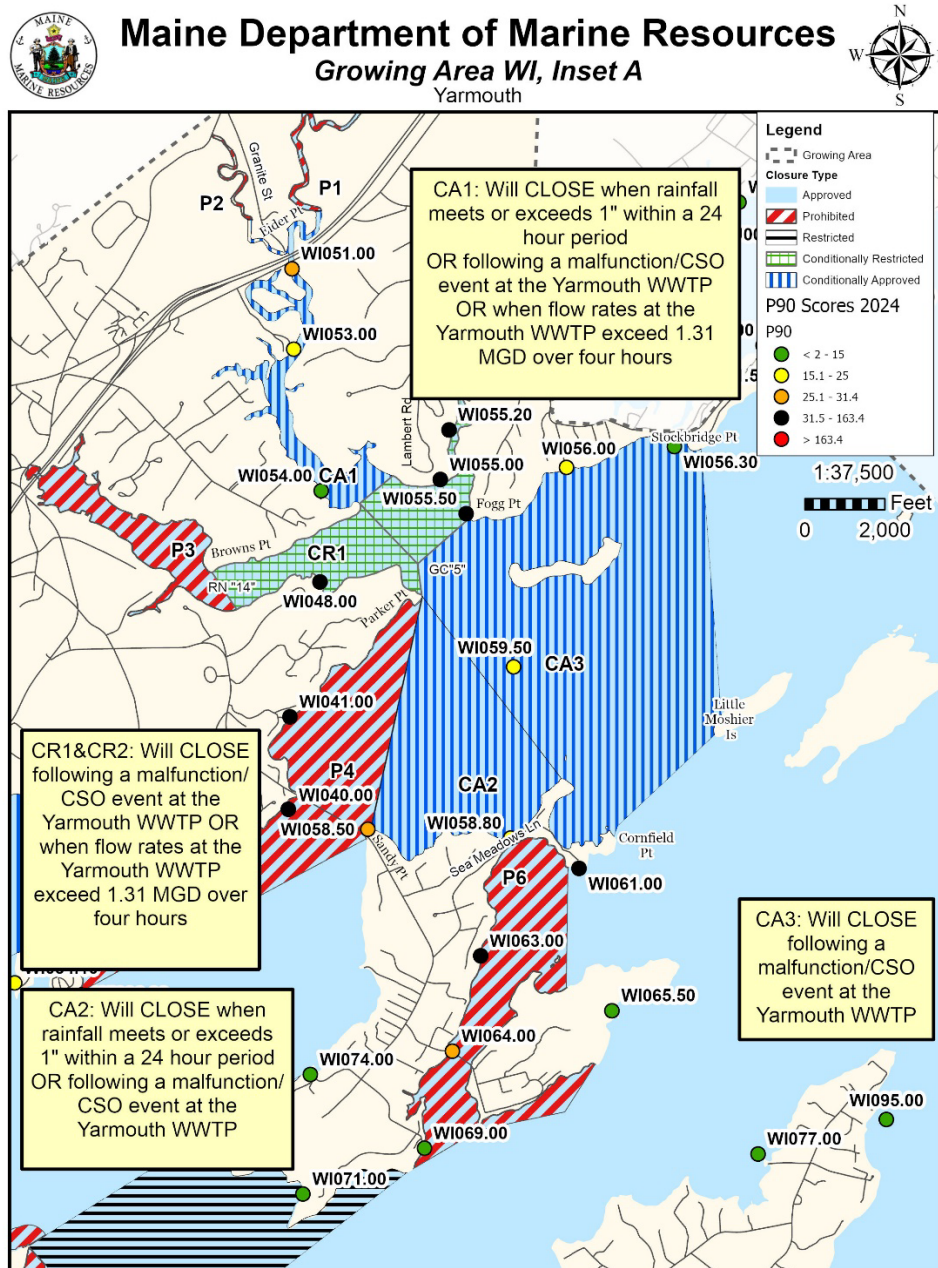 MAINE
MARINE RESOURCES
Maine Department of Marine Resources
Growing Area WI, Inset A
Yarmouth
N
W
E
S
Legend
Growing Area
Closure Type
Approved
Prohibited
Restricted
Conditionally Restricted
Conditionally Approved
P90 Scores 2024
P90
< 2 - 15
15.1 - 25
25.1 - 31.4
31.5 - 163.4
> 163.4
1:37,500
Feet
0 2,000
CA1: Will CLOSE when rainfall
meets or exceeds 1" within a 24
hour period
OR following a malfunction/CSO
event at the Yarmouth WWTP
OR when flow rates at the
Yarmouth WWTP exceed 1.31
MGD over four hours
P2
Granite St
P1
Eider Pt
WI051.00
WI053.00
Lambert Rd
WI055.20
WI054.00
CA1
WI055.00
WI055.50
WI056.00
Stockbridge Pt
WI056.30
Fogg Pt
P3
Browns Pt
CR1
RN "14"
WI048.00
GC"5"
Parker Pt
WI059.50
CA3
WI041.00
Little
Moshier
Is
P4
CA2
WI040.00
WI058.50
Sandy Pt
WI058.80
Sea Meadows Ln
Cornfield
Pt
P6
WI061.00
CR1&CR2: Will CLOSE
following a malfunction/
CSO event at the
Yarmouth WWTP OR
when flow rates at the
Yarmouth WWTP
exceed 1.31 MGD over
four hours
WI063.00
CA3: Will CLOSE
following a
malfunction/CSO
event at the
Yarmouth WWTP
WI065.50
CA2: Will CLOSE when
rainfall meets or exceeds
1" within a 24 hour period
OR following a malfunction/
CSO event at the
Yarmouth WWTP
WI064.00
WI074.00
WI069.00
WI071.00
WI095.00
WI077.00